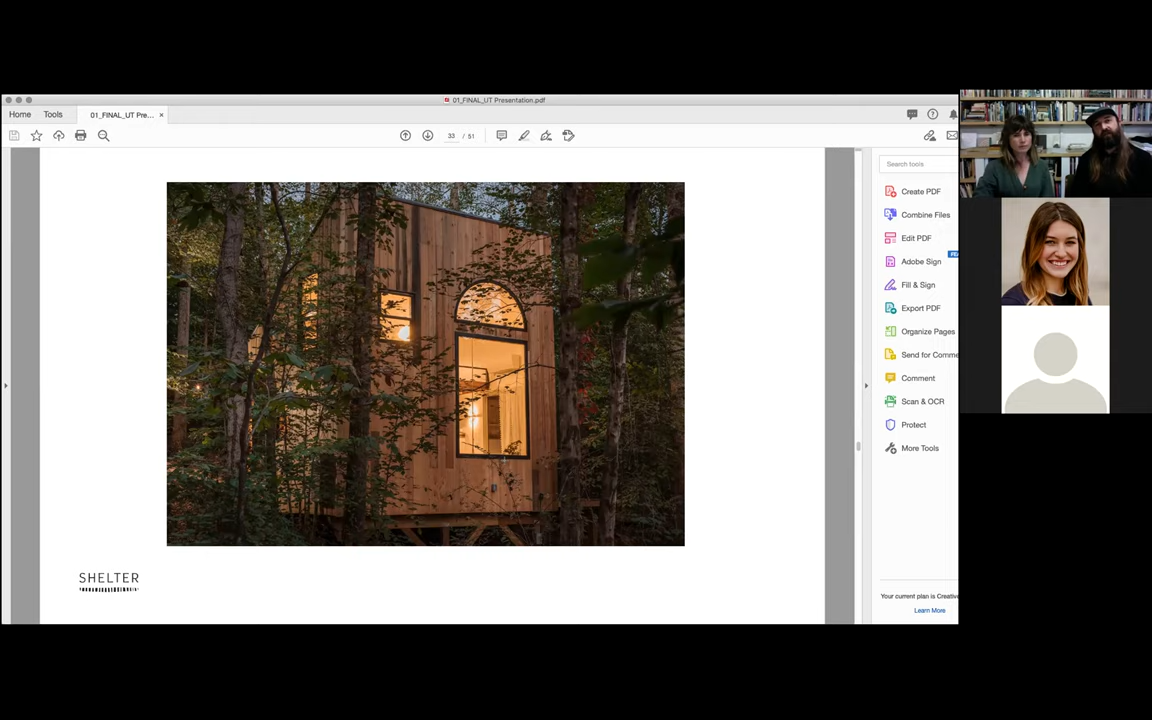 01_FINAL_UT Presentation.pdf
Home
Tools
01_FINAL_UT Pre...
33 / 51
Search tools
Create PDF
Combine Files
Edit PDF
Adobe Sign
Fill & Sign
Export PDF
Organize Pages
Send for Comme
Comment
Scan & OCR
Protect
More Tools
Your current plan is Creative
Learn More
SHELTER